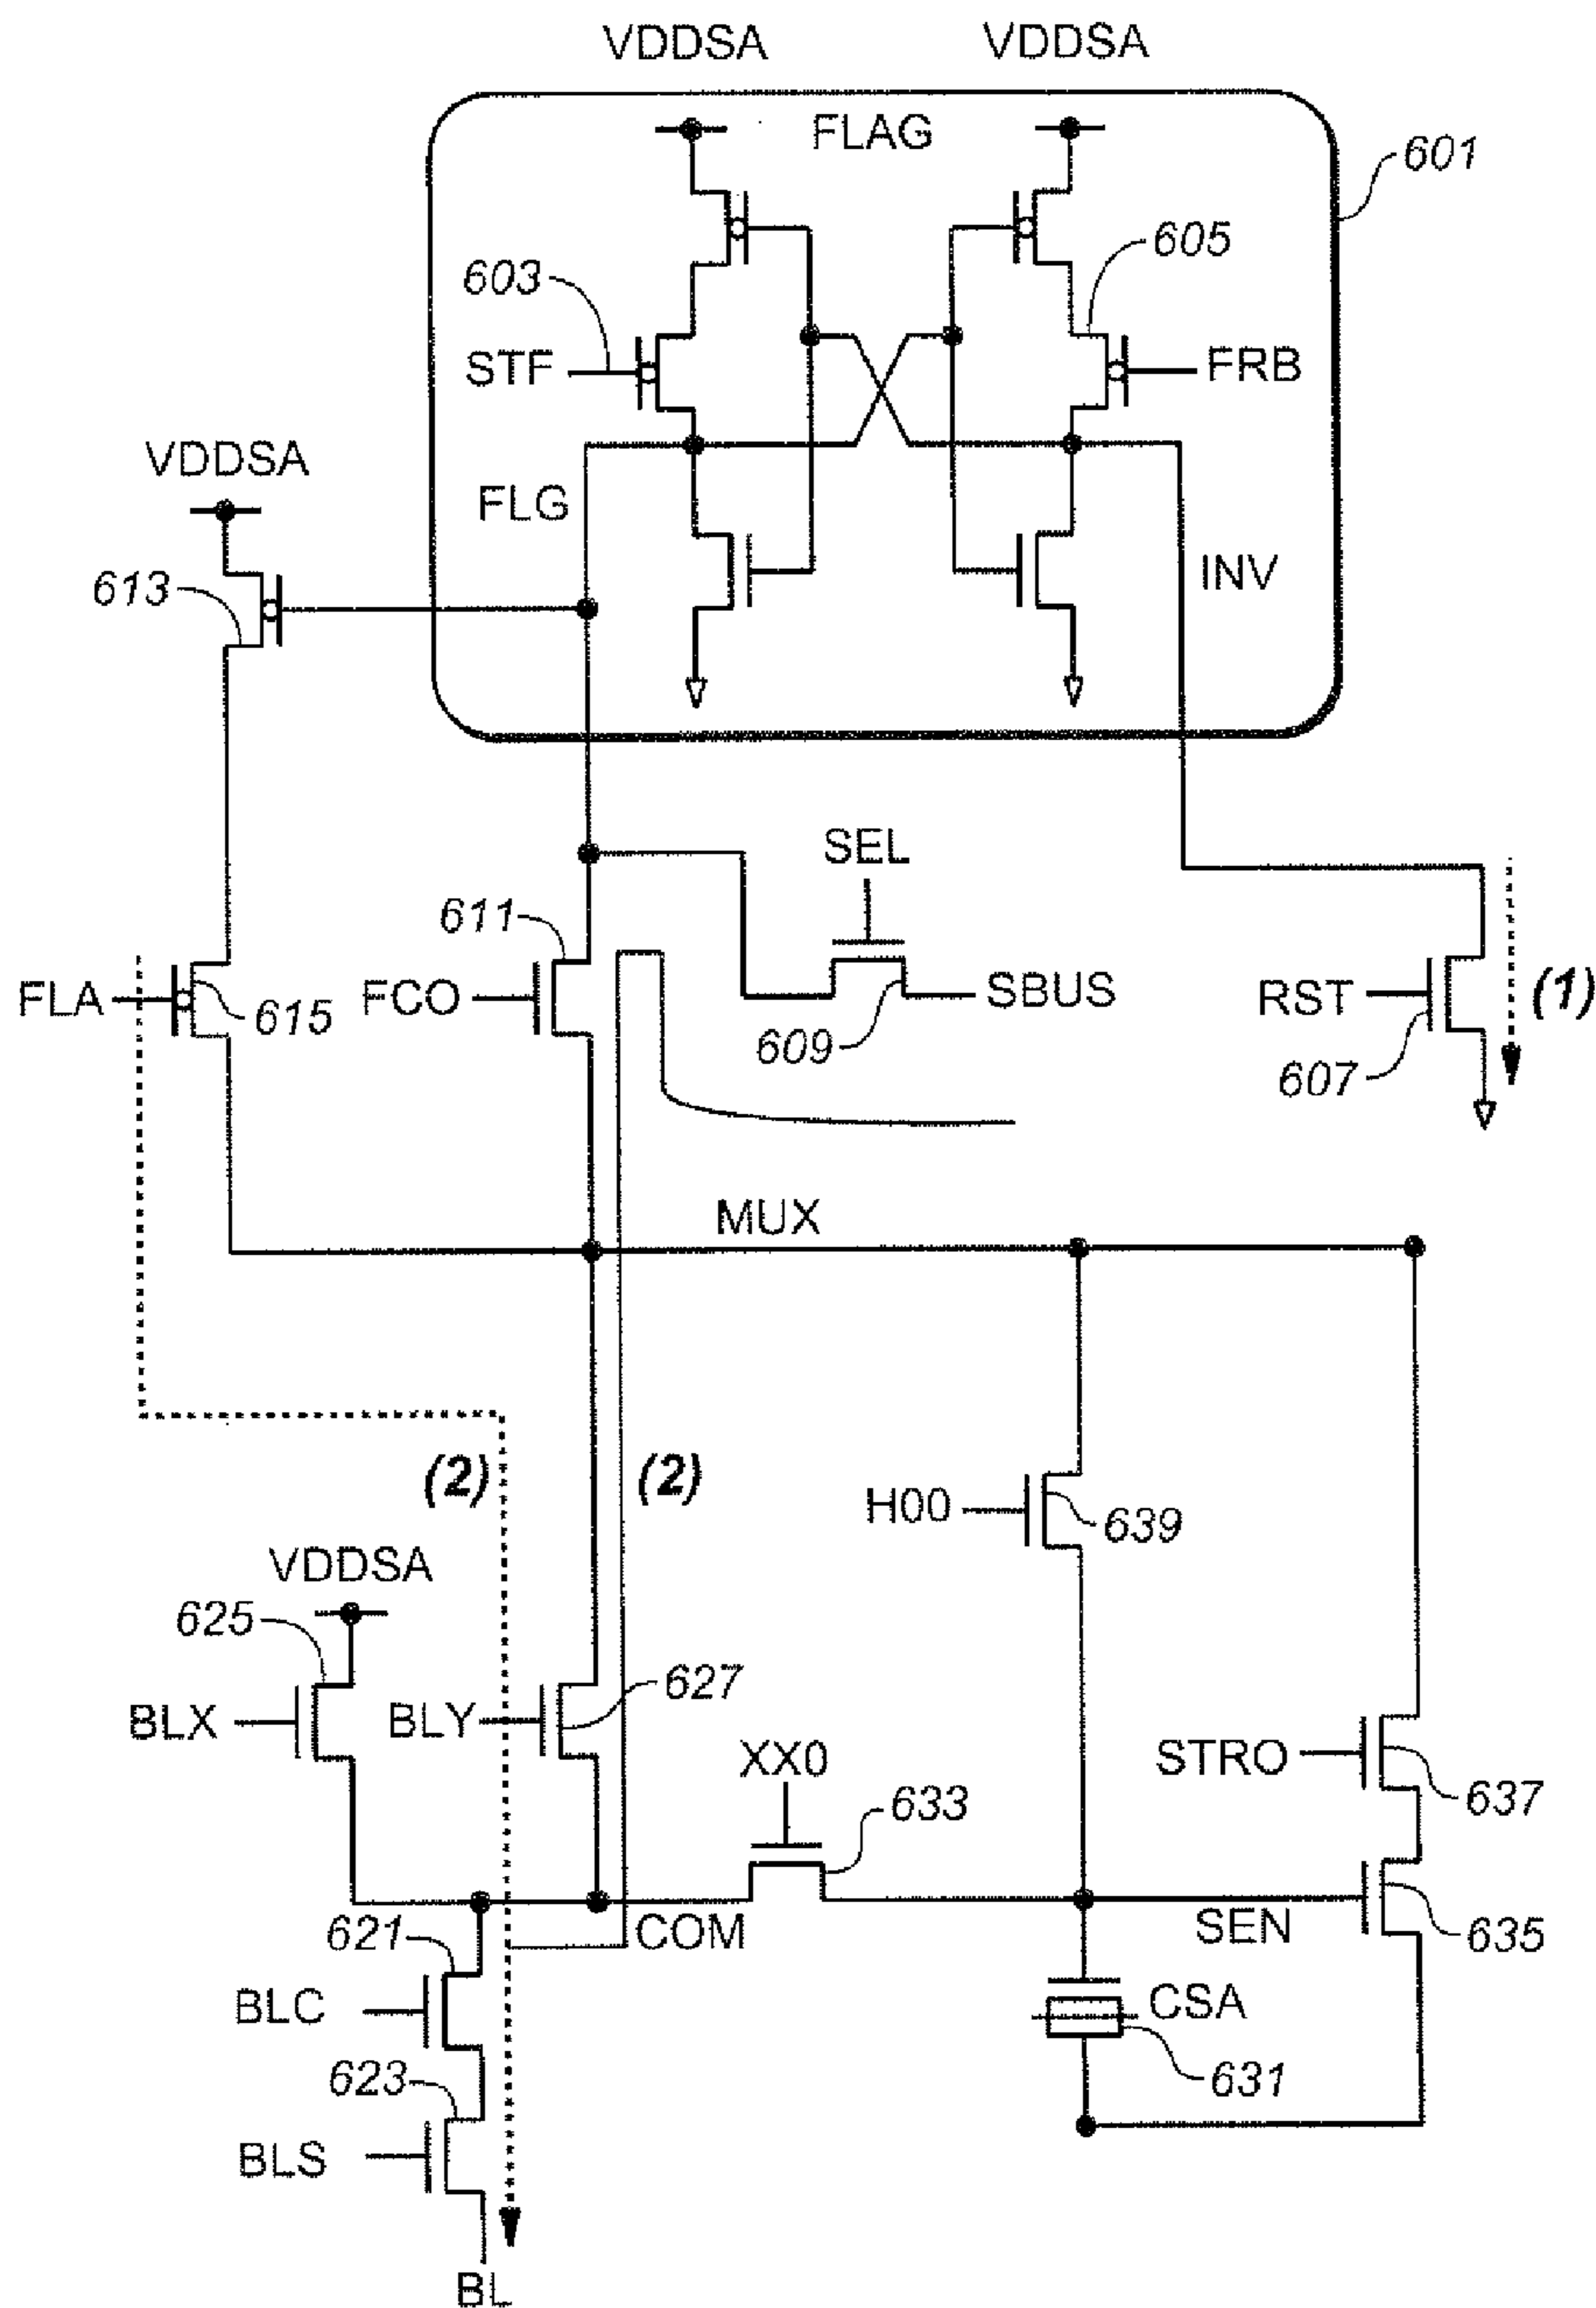 VDDSA VDDSA
FLAG
601
605
603
STF FRB
VDDSA
FLG
INV
613
SEL
611
FLA FCO SBUS RST (1)
615
609
607
MUX
(2) (2)
H00
639
VDDSA
625
627
BLX BLY
XX0
STRO
633
637
COM
SEN
621
635
BLC
CSA
623
631
BLS
BL